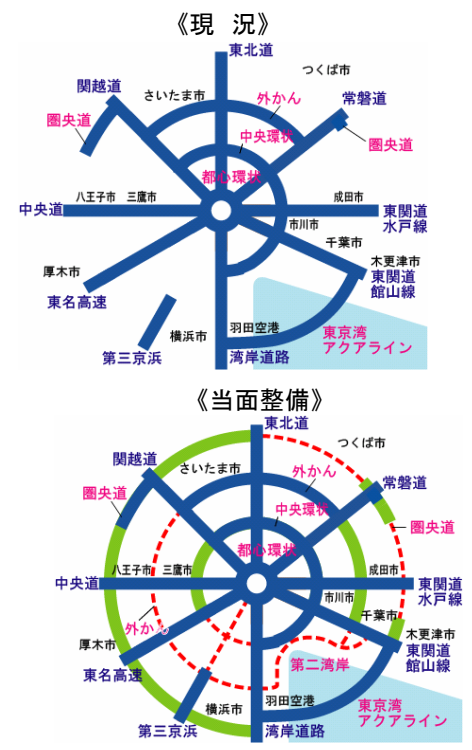 《現　況》
東北道
つくば市
関越道
さいたま市
外かん
常磐道
圏央道
中央環状
圏央道
都心環状
八王子市
三鷹市
成田市
中央道
東関道
水戸線
市川市
千葉市
木更津市
厚木市
東関道
館山線
東名高速
羽田空港
東京湾
アクアライン
横浜市
第三京浜
湾岸道路
《当面整備》
東北道
つくば市
関越道
さいたま市
外かん
常磐道
圏央道
中央環状
圏央道
都心環状
八王子市
三鷹市
成田市
中央道
東関道
水戸線
市川市
千葉市
外かん
木更津市
厚木市
東関道
館山線
第二湾岸
東名高速
羽田空港
東京湾
アクアライン
横浜市
第三京浜
湾岸道路